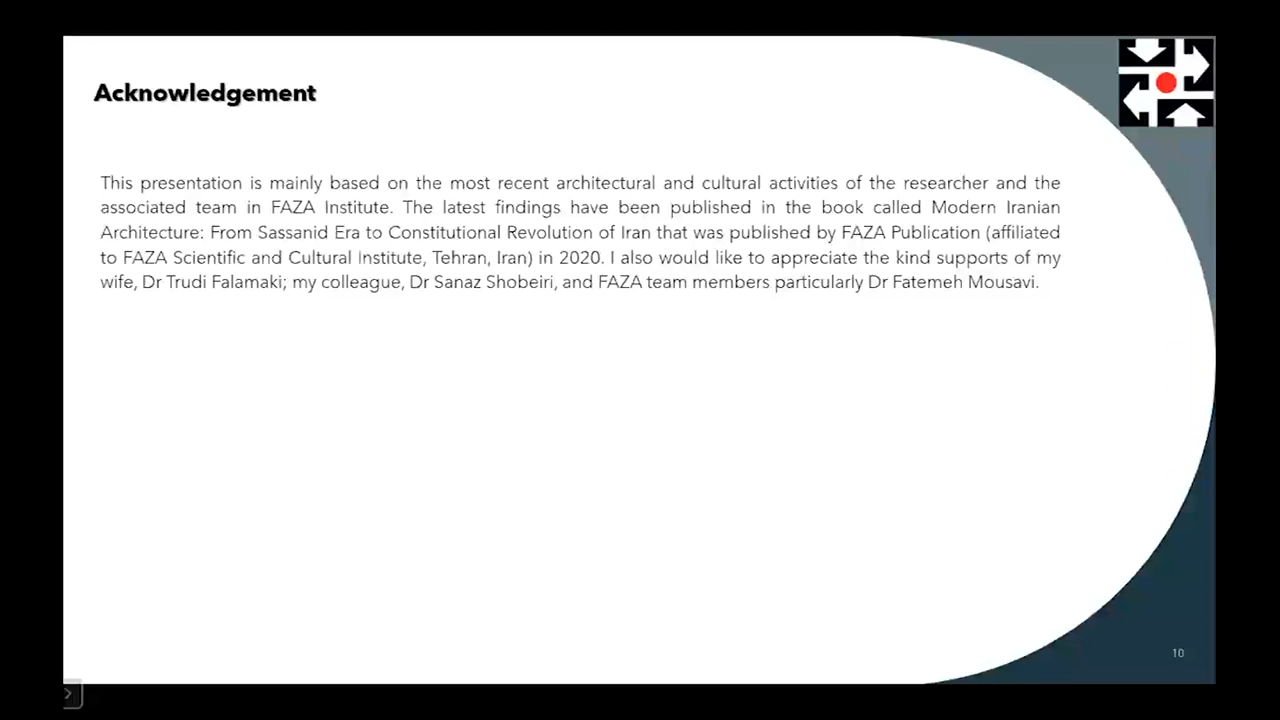 Acknowledgement
This presentation is mainly based on the most recent architectural and cultural activities of the researcher and the
associated team in FAZA Institute. The latest findings have been published in the book called Modern Iranian
Architecture: From Sassanid Era to Constitutional Revolution of Iran that was published by FAZA Publication (affiliated
to FAZA Scientific and Cultural Institute, Tehran, Iran) in 2020. I also would like to appreciate the kind supports of my
wife, Dr Trudi Falamaki; my colleague, Dr Sanaz Shobeiri, and FAZA team members particularly Dr Fatemeh Mousavi.
10